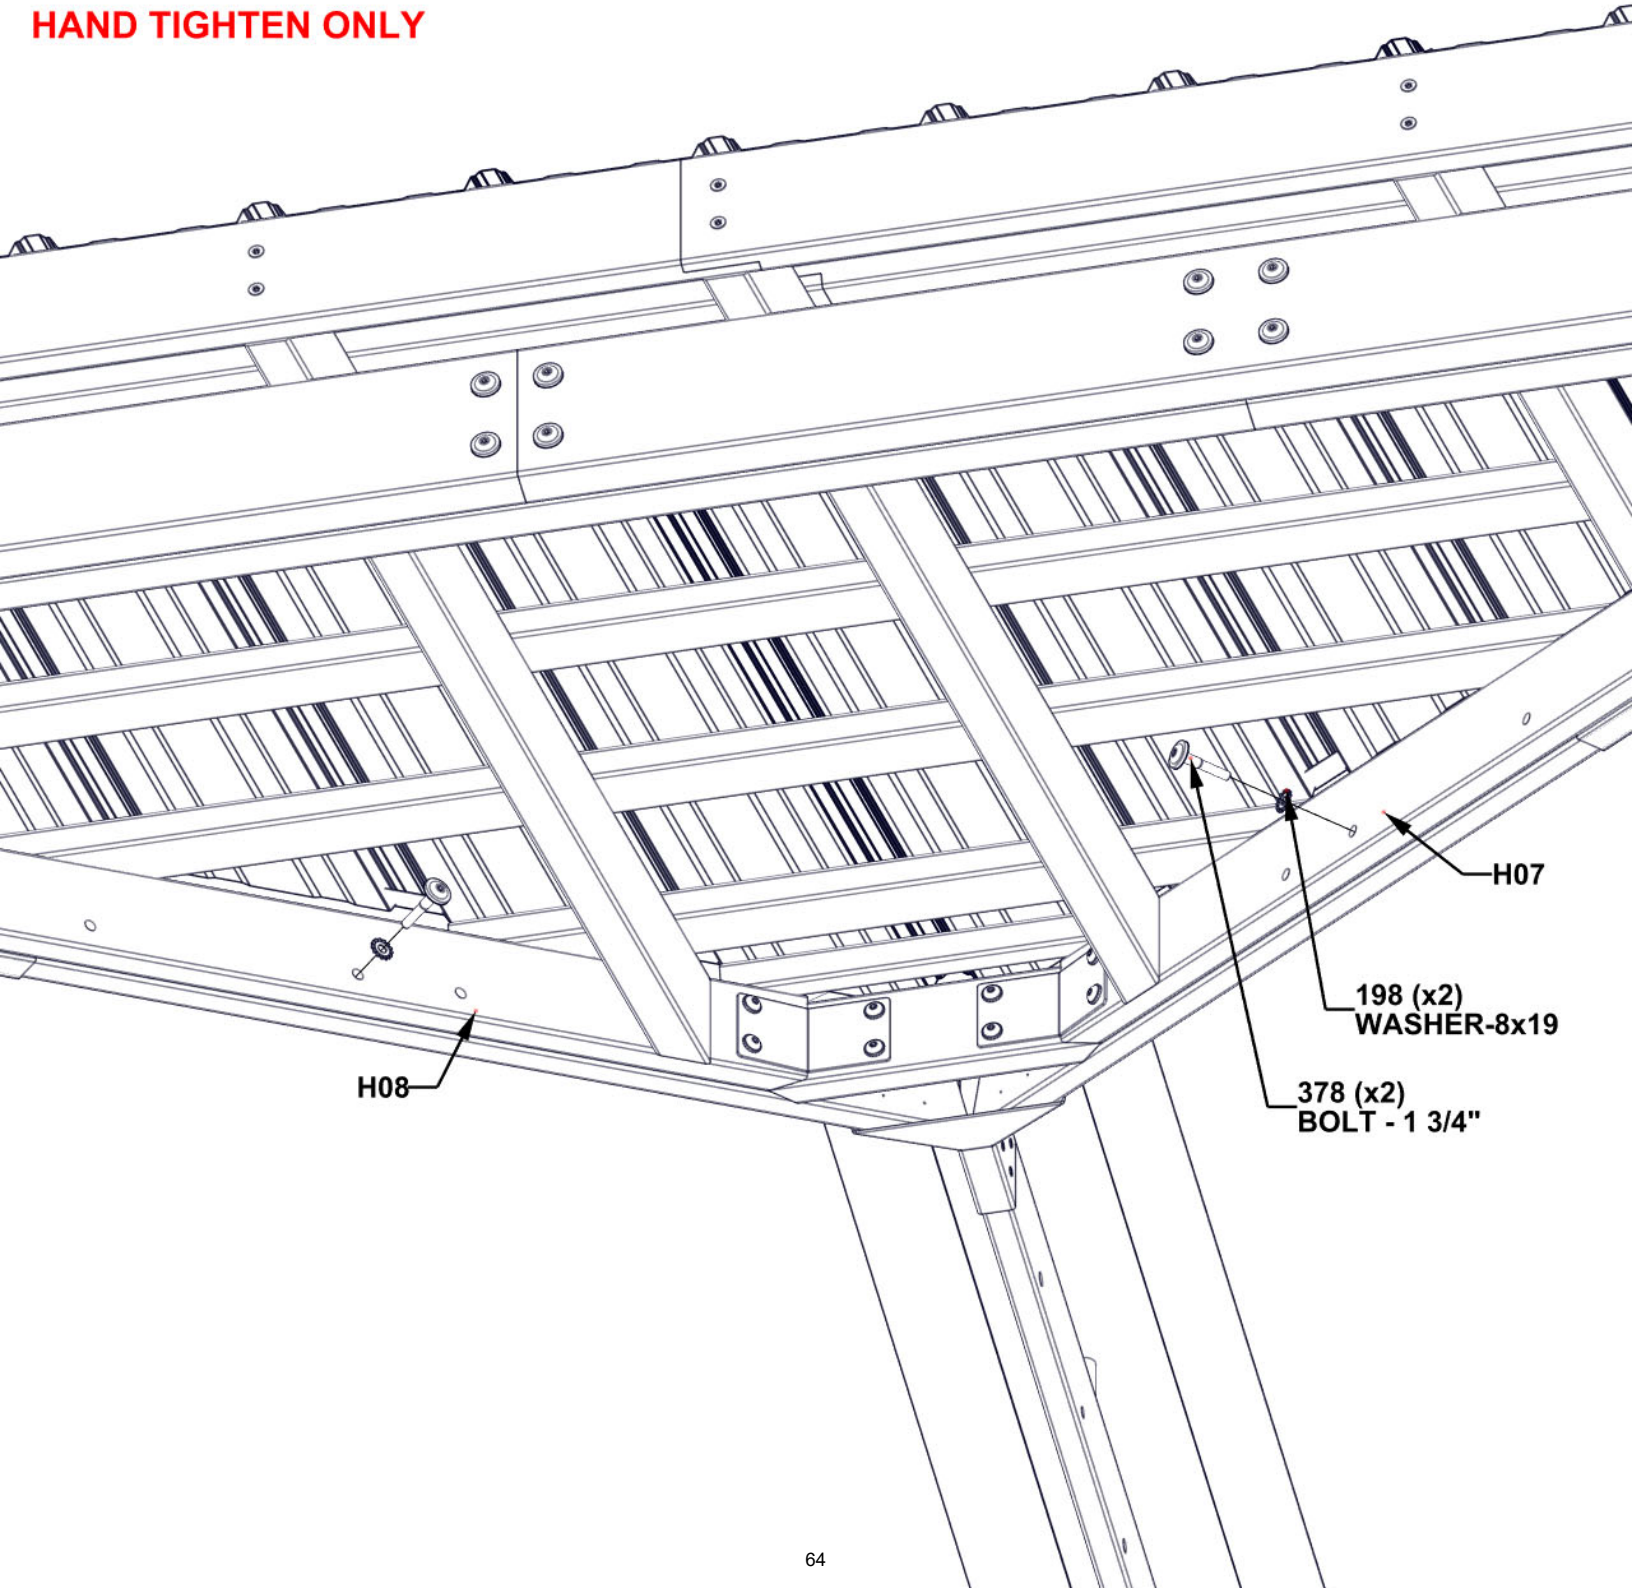 HAND TIGHTEN ONLY
H07
198 (x2)
WASHER-8x19
H08
378 (x2)
BOLT - 1 3/4"
64